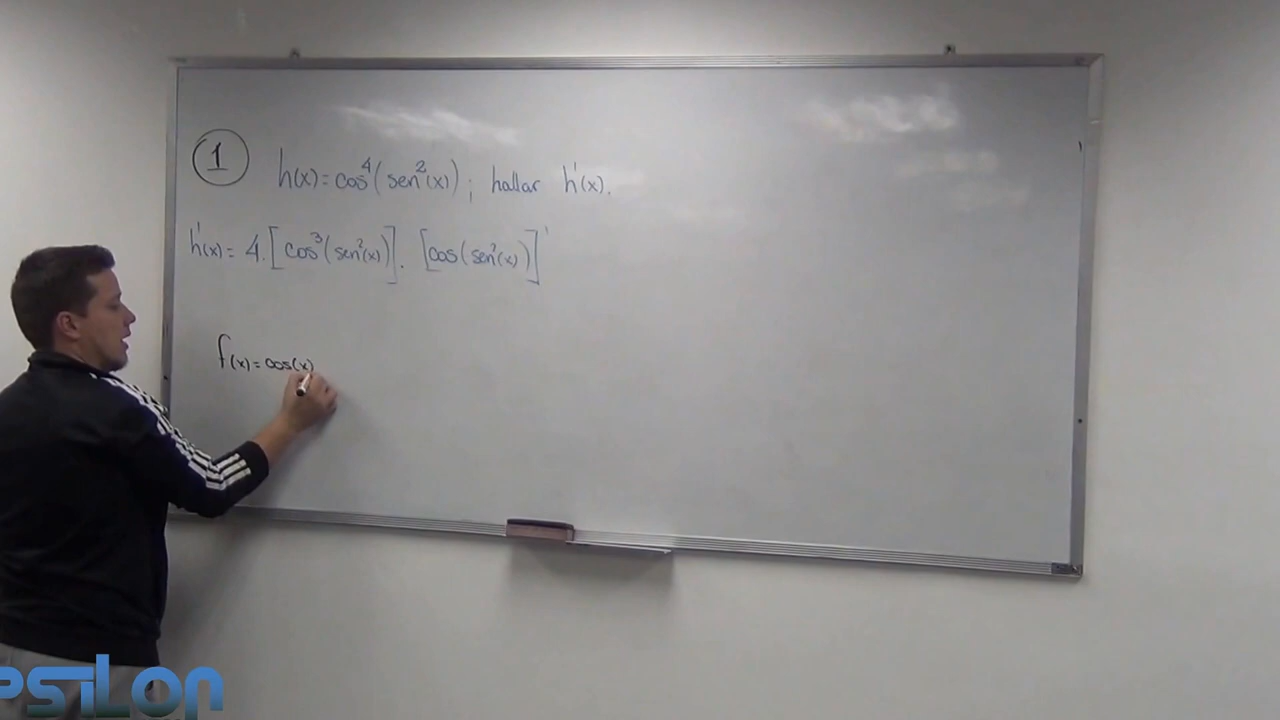 1 h(x)=cos⁴(sen²(x)); hallar h'(x).
h'(x)= 4.[cos³(sen²(x)]. [cos(sen²(x))]'
f(x)=cos(x)
PSiLON